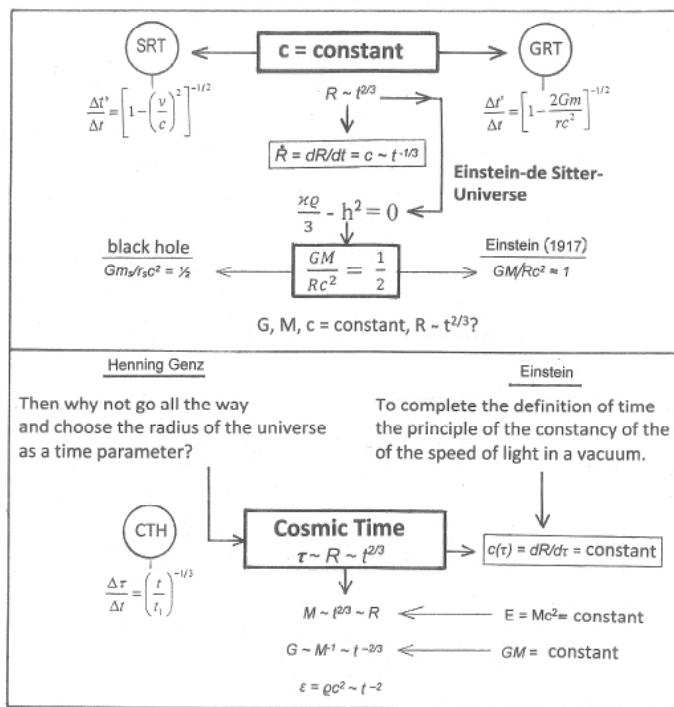 SRT
c = constant
GRT
Δt'/Δt = [1-(v/c)²]^-1/2
R ~ t^2/3
Δt'/Δt = [1-2Gm/rc²]^-1/2
Ṙ = dR/dt = c ~ t^-1/3
Einstein-de Sitter-
Universe
ϰϱ/3 - h² = 0
black hole
Gmₛ/rₛc² = ½
GM/Rc² = 1/2
Einstein (1917)
GM/Rc² ≈ 1
G, M, c = constant, R ~ t^2/3?
Henning Genz
Einstein
Then why not go all the way
and choose the radius of the universe
as a time parameter?
To complete the definition of time
the principle of the constancy of the
of the speed of light in a vacuum.
CTH
Cosmic Time
τ ~ R ~ t^2/3
c(τ) = dR/dτ = constant
Δτ/Δt = (t/t₁)^-1/3
M ~ t^2/3 ~ R
E = Mc²= constant
G ~ M^-1 ~ t^-2/3
GM = constant
ε = ϱc² ~ t^-2